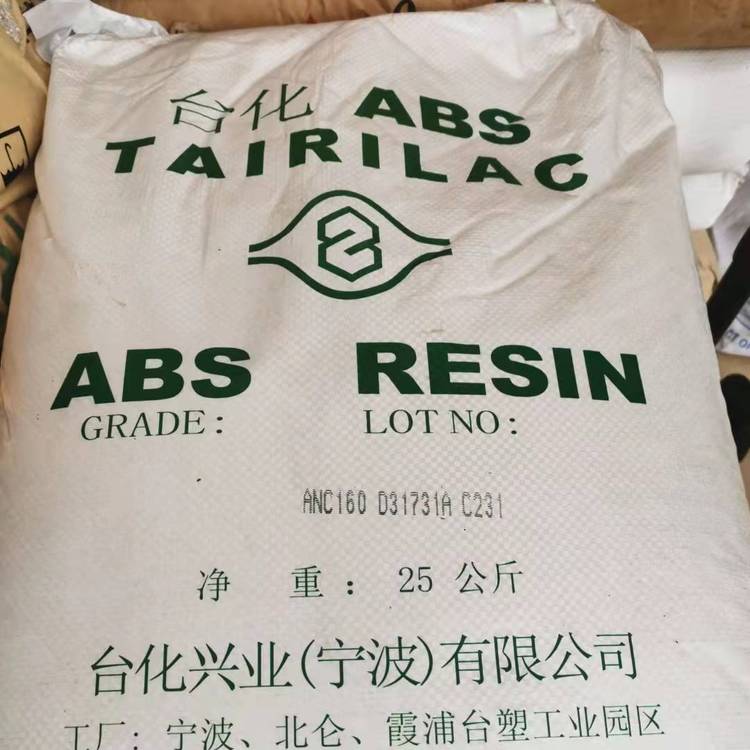 台化 ABS
TAIRILAC
ABS RESIN
GRADE: LOT NO:
ANC160 D31731A C231
净 重: 25 公斤
台化兴业(宁波)有限公司
工厂: 宁波、北仑、霞浦台塑工业园区